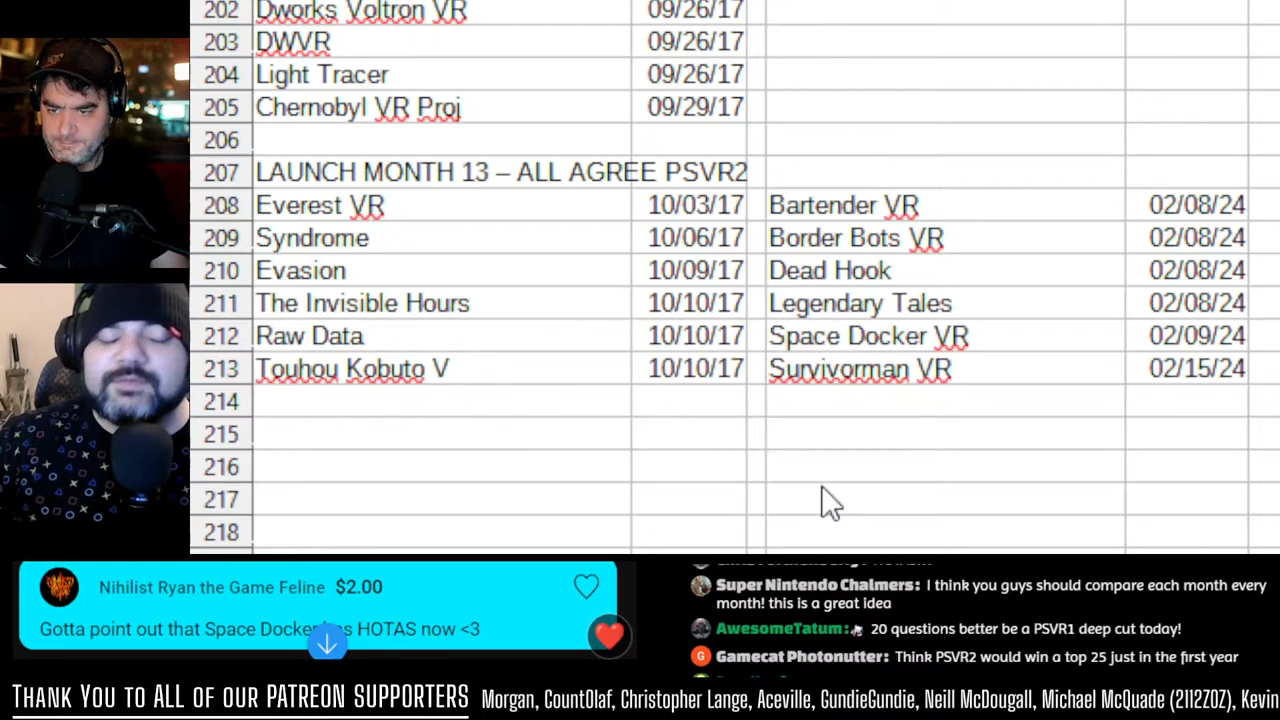 202 Dworks Voltron VR 09/26/17
203 DWVR 09/26/17
204 Light Tracer 09/26/17
205 Chernobyl VR Proj 09/29/17
206
207 LAUNCH MONTH 13 – ALL AGREE PSVR2
208 Everest VR 10/03/17 Bartender VR 02/08/24
209 Syndrome 10/06/17 Border Bots VR 02/08/24
210 Evasion 10/09/17 Dead Hook 02/08/24
211 The Invisible Hours 10/10/17 Legendary Tales 02/08/24
212 Raw Data 10/10/17 Space Docker VR 02/09/24
213 Touhou Kobuto V 10/10/17 Survivorman VR 02/15/24
214
215
216
217
218
Nihilist Ryan the Game Feline $2.00
Gotta point out that Space Docker HOTAS now <3
Super Nintendo Chalmers: I think you guys should compare each month every
month! this is a great idea
AwesomeTatum: 20 questions better be a PSVR1 deep cut today!
G Gamecat Photonutter: Think PSVR2 would win a top 25 just in the first year
THANK YOU TO ALL OF OUR PATREON SUPPORTERS Morgan, CountOlaf, Christopher Lange, Aceville, GundieGundie, Neill McDougall, Michael McQuade (2112ZOZ), Kevin